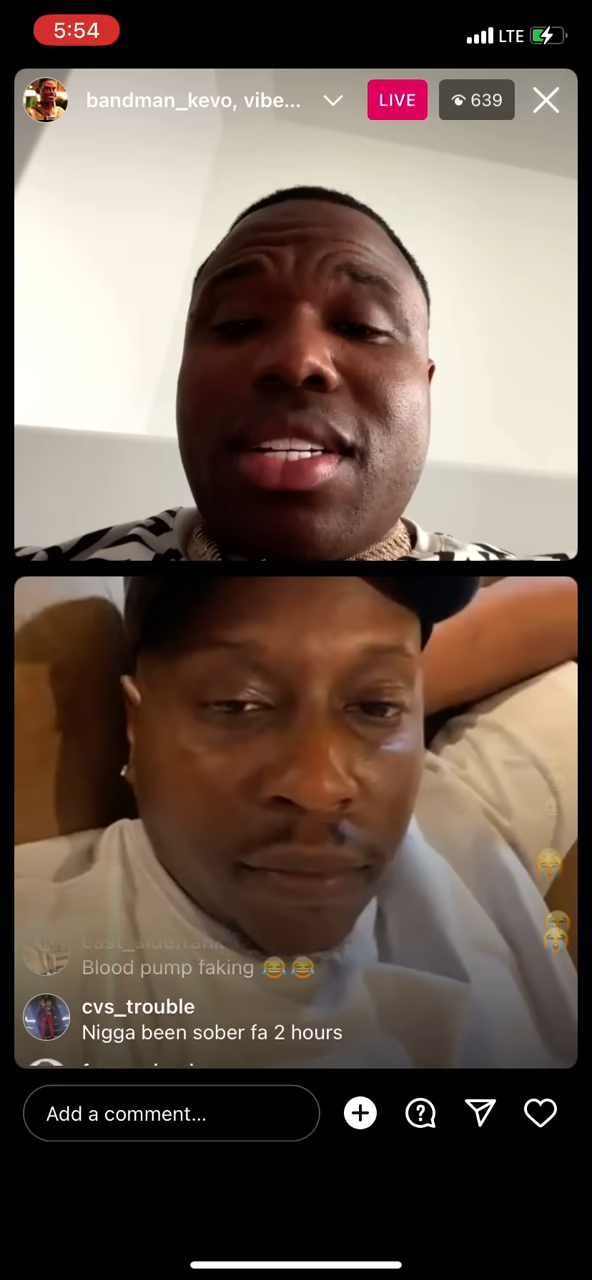 5:54
LTE
bandman_kevo, vibe...
LIVE
639
Blood pump faking 😂😂
cvs_trouble
Nigga been sober fa 2 hours
Add a comment...